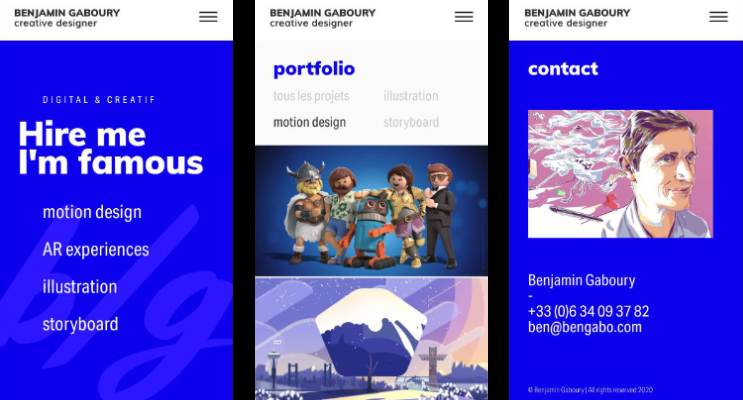 BENJAMIN GABOURY
creative designer
DIGITAL & CREATIF
Hire me
I'm famous
motion design
AR experiences
illustration
storyboard
b/g
BENJAMIN GABOURY
creative designer
portfolio
tous les projets illustration
motion design storyboard
BENJAMIN GABOURY
creative designer
contact
Benjamin Gaboury
-
+33 (0)6 34 09 37 82
ben@bengabo.com
© Benjamin Gaboury | All rights reserved 2020